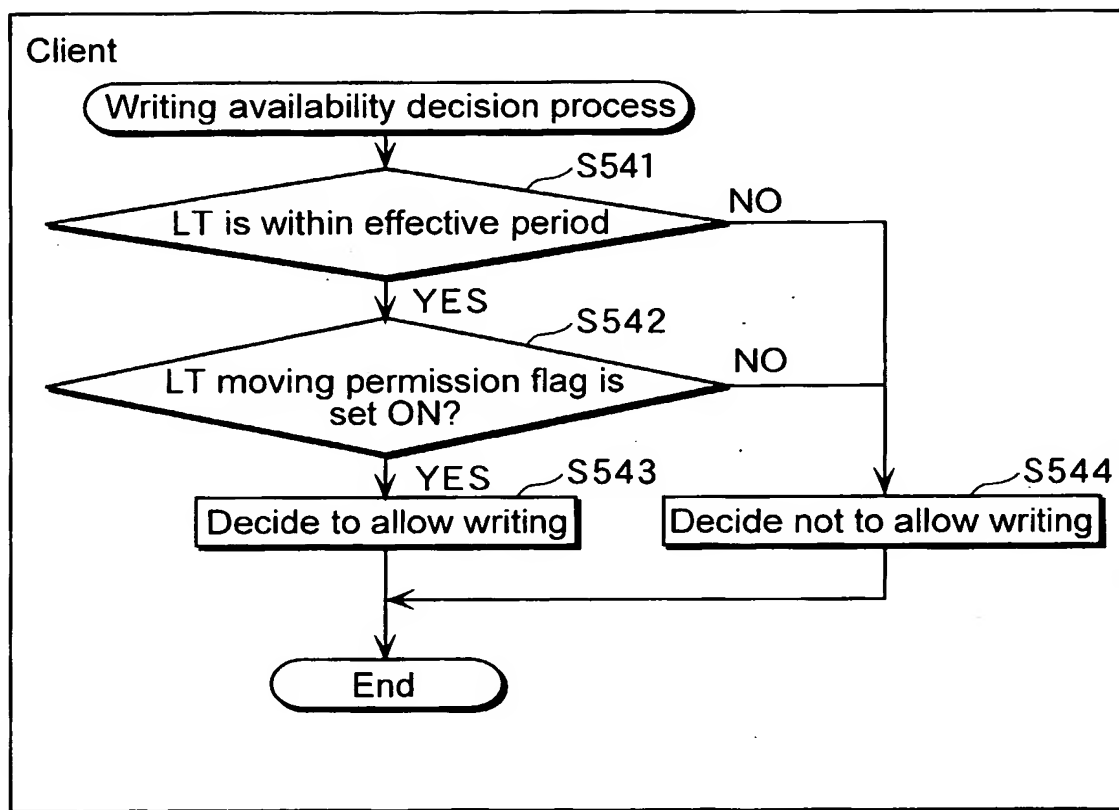 Client
Writing availability decision process
S541
LT is within effective period
NO
YES
S542
LT moving permission flag is
set ON?
NO
YES
S543
Decide to allow writing
S544
Decide not to allow writing
End